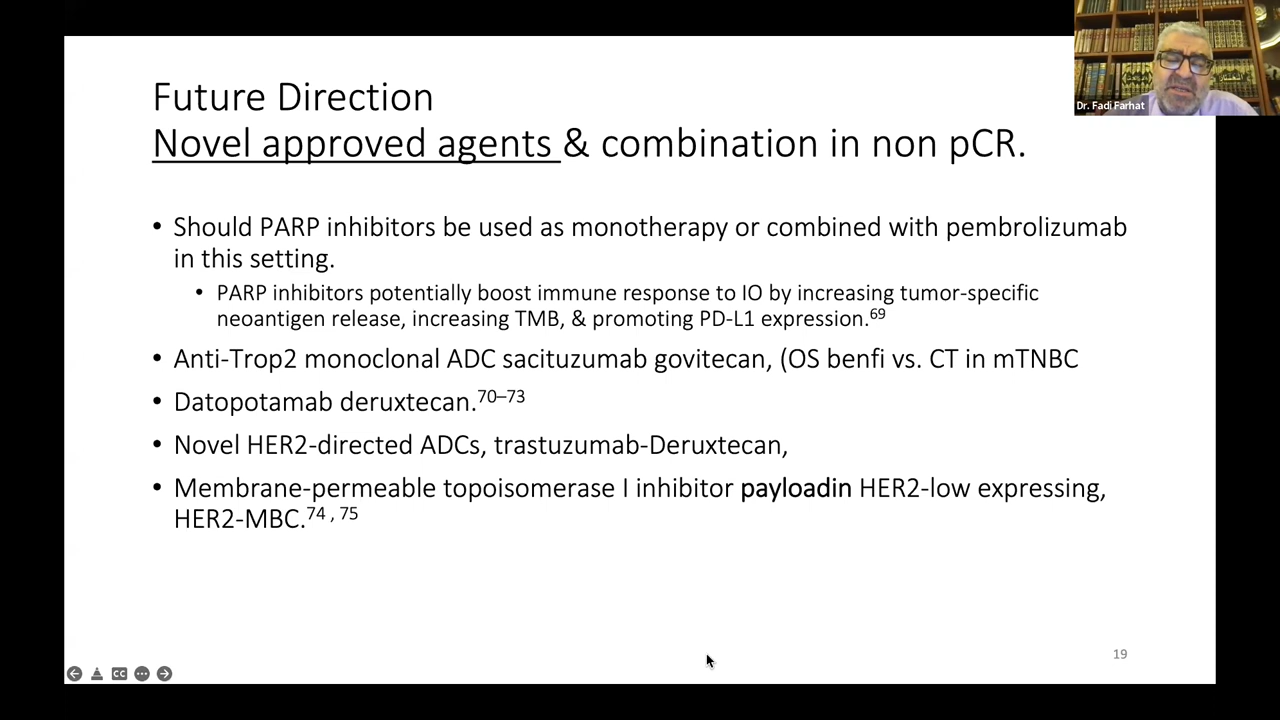 Future Direction
Novel approved agents & combination in non pCR.
• Should PARP inhibitors be used as monotherapy or combined with pembrolizumab
in this setting.
• PARP inhibitors potentially boost immune response to IO by increasing tumor-specific
neoantigen release, increasing TMB, & promoting PD-L1 expression.69
• Anti-Trop2 monoclonal ADC sacituzumab govitecan, (OS benfi vs. CT in mTNBC
• Datopotamab deruxtecan.70–73
• Novel HER2-directed ADCs, trastuzumab-Deruxtecan,
• Membrane-permeable topoisomerase I inhibitor payloadin HER2-low expressing,
HER2-MBC.74 , 75
19
CC
Dr. Fadi Farhat